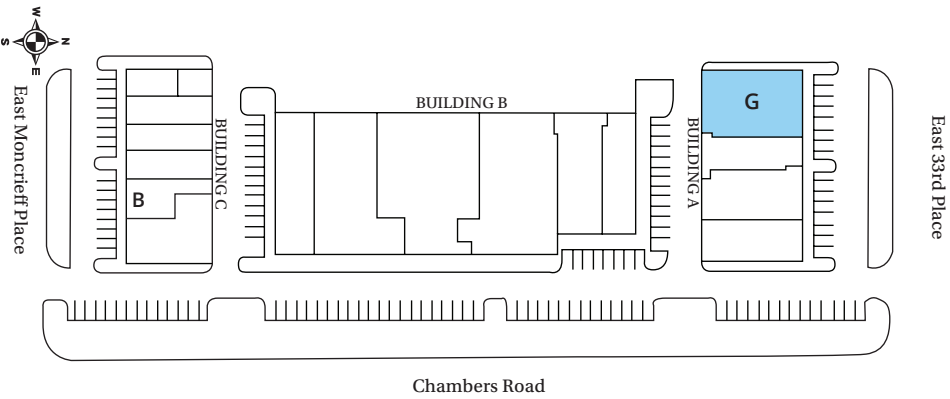 W
S
N
E
East Moncrieff Place
BUILDING C
B
BUILDING B
BUILDING A
G
East 33rd Place
Chambers Road